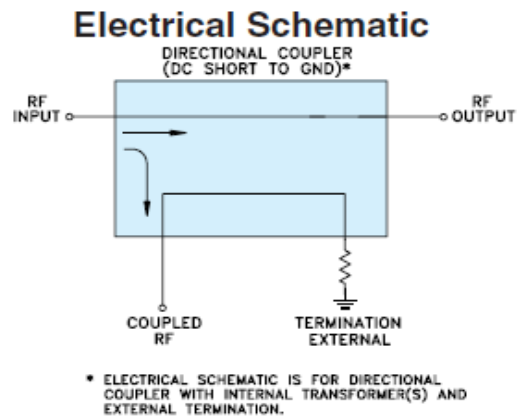 Electrical Schematic
DIRECTIONAL COUPLER
(DC SHORT TO GND)*
RF
INPUT
RF
OUTPUT
COUPLED
RF
TERMINATION
EXTERNAL
* ELECTRICAL SCHEMATIC IS FOR DIRECTIONAL
COUPLER WITH INTERNAL TRANSFORMER(S) AND
EXTERNAL TERMINATION.